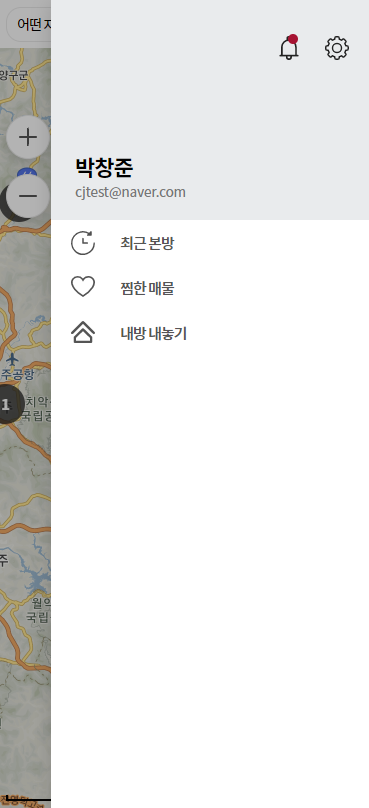 어떤 지
양구군
박창준
cjtest@naver.com
최근 본방
찜한 매물
내방 내놓기
주공항
1
치악
국립공
주
월악
국립